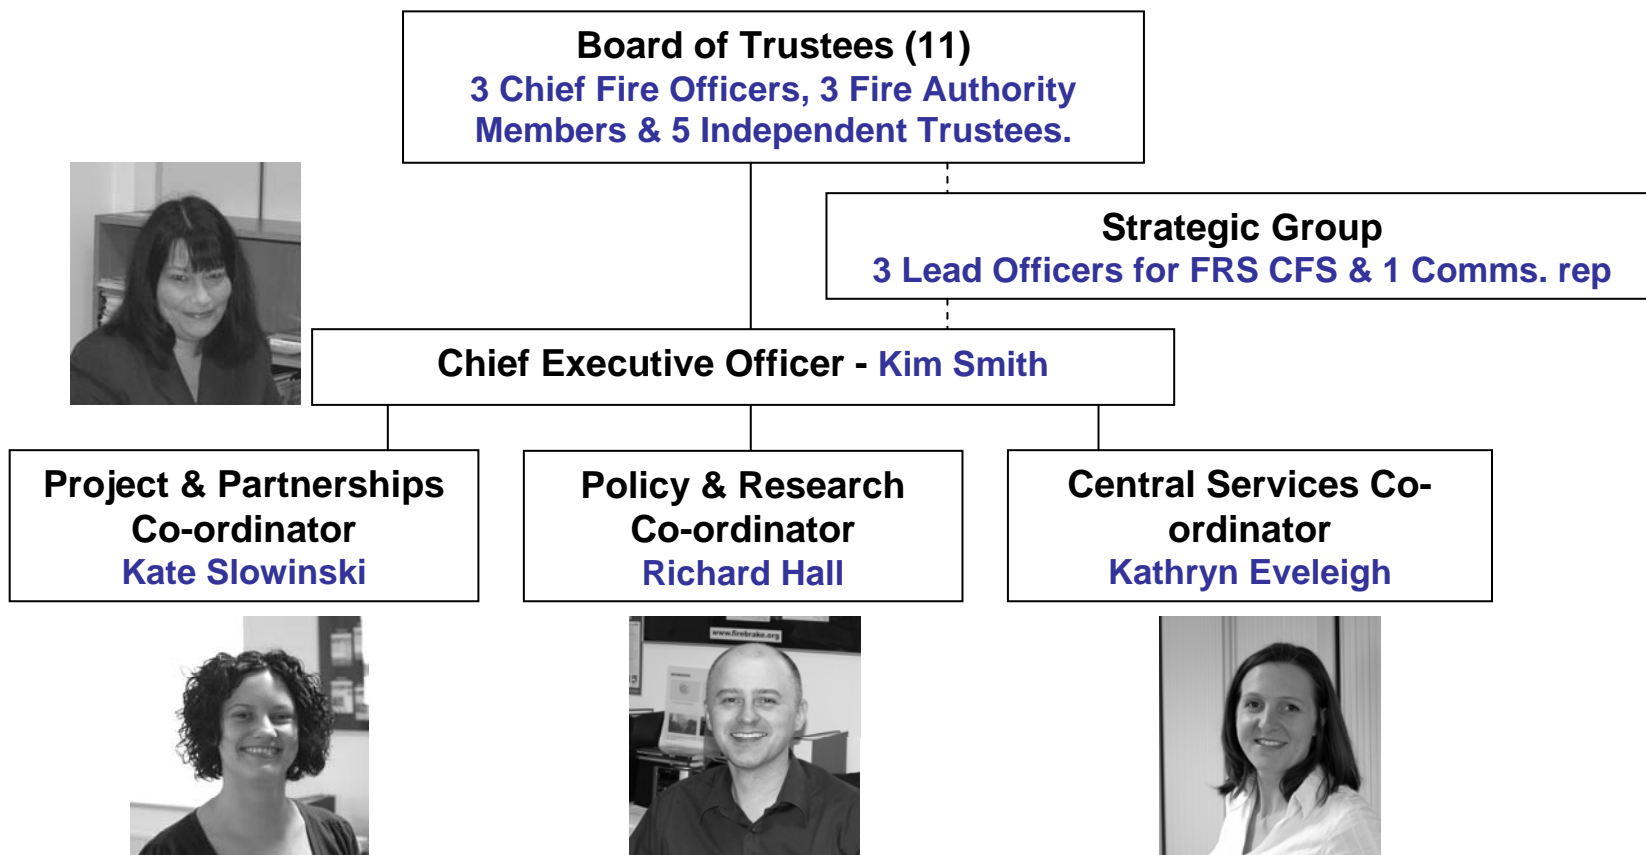 Board of Trustees (11)
3 Chief Fire Officers, 3 Fire Authority
Members & 5 Independent Trustees.
Strategic Group
3 Lead Officers for FRS CFS & 1 Comms. rep
Chief Executive Officer - Kim Smith
Project & Partnerships
Co-ordinator
Kate Slowinski
Policy & Research
Co-ordinator
Richard Hall
Central Services Co-
ordinator
Kathryn Eveleigh
www.firebrake.org